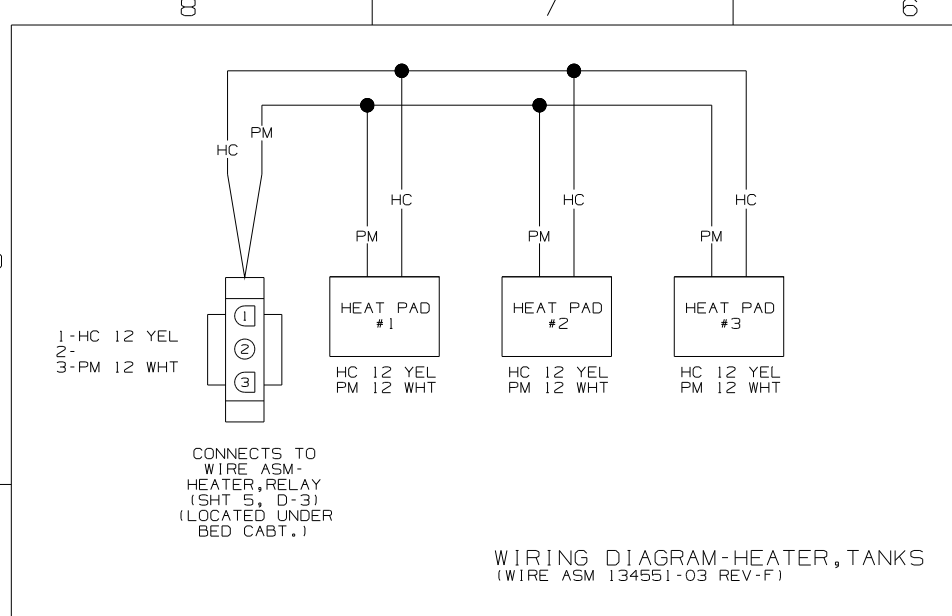 8 7 6
HC PM
HC HC HC
PM PM PM
1-HC 12 YEL
2-
3-PM 12 WHT
1
2
3
HEAT PAD
#1
HC 12 YEL
PM 12 WHT
HEAT PAD
#2
HC 12 YEL
PM 12 WHT
HEAT PAD
#3
HC 12 YEL
PM 12 WHT
CONNECTS TO
WIRE ASM-
HEATER,RELAY
(SHT 5, D-3)
(LOCATED UNDER
BED CABT.)
WIRING DIAGRAM-HEATER,TANKS
(WIRE ASM 134551-03 REV-F)